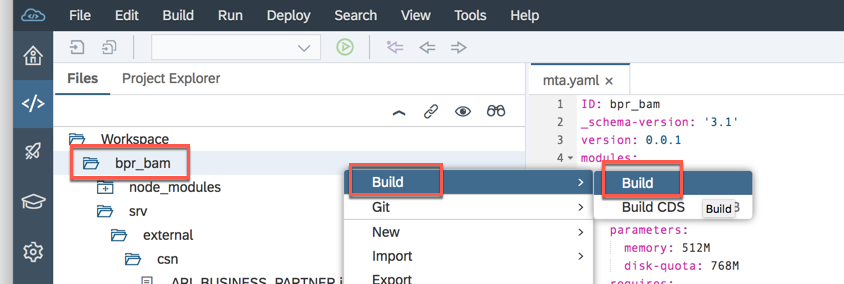 File Edit Build Run Deploy Search View Tools Help
Files Project Explorer
mta.yaml ×
Workspace
bpr_bam
node_modules
srv
external
csn
Build
Git
New
Import
Export
Build
Build CDS
Build
1 ID: bpr_bam
2 _schema-version: '3.1'
3 version: 0.0.1
4 modules:
parameters:
memory: 512M
disk-quota: 768M
requires: